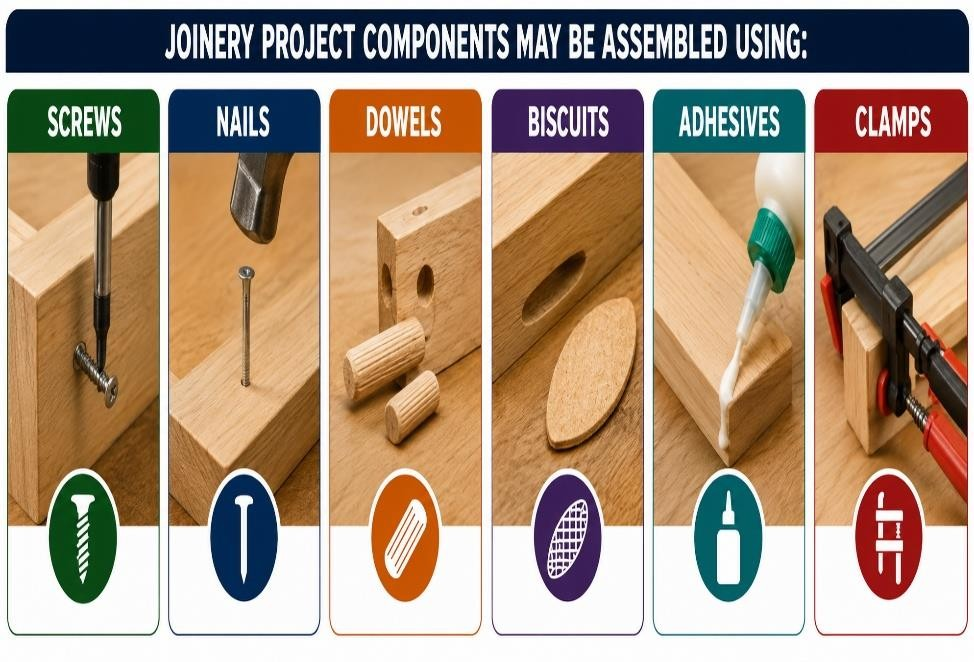 JOINERY PROJECT COMPONENTS MAY BE ASSEMBLED USING:
SCREWS
NAILS
DOWELS
BISCUITS
ADHESIVES
CLAMPS